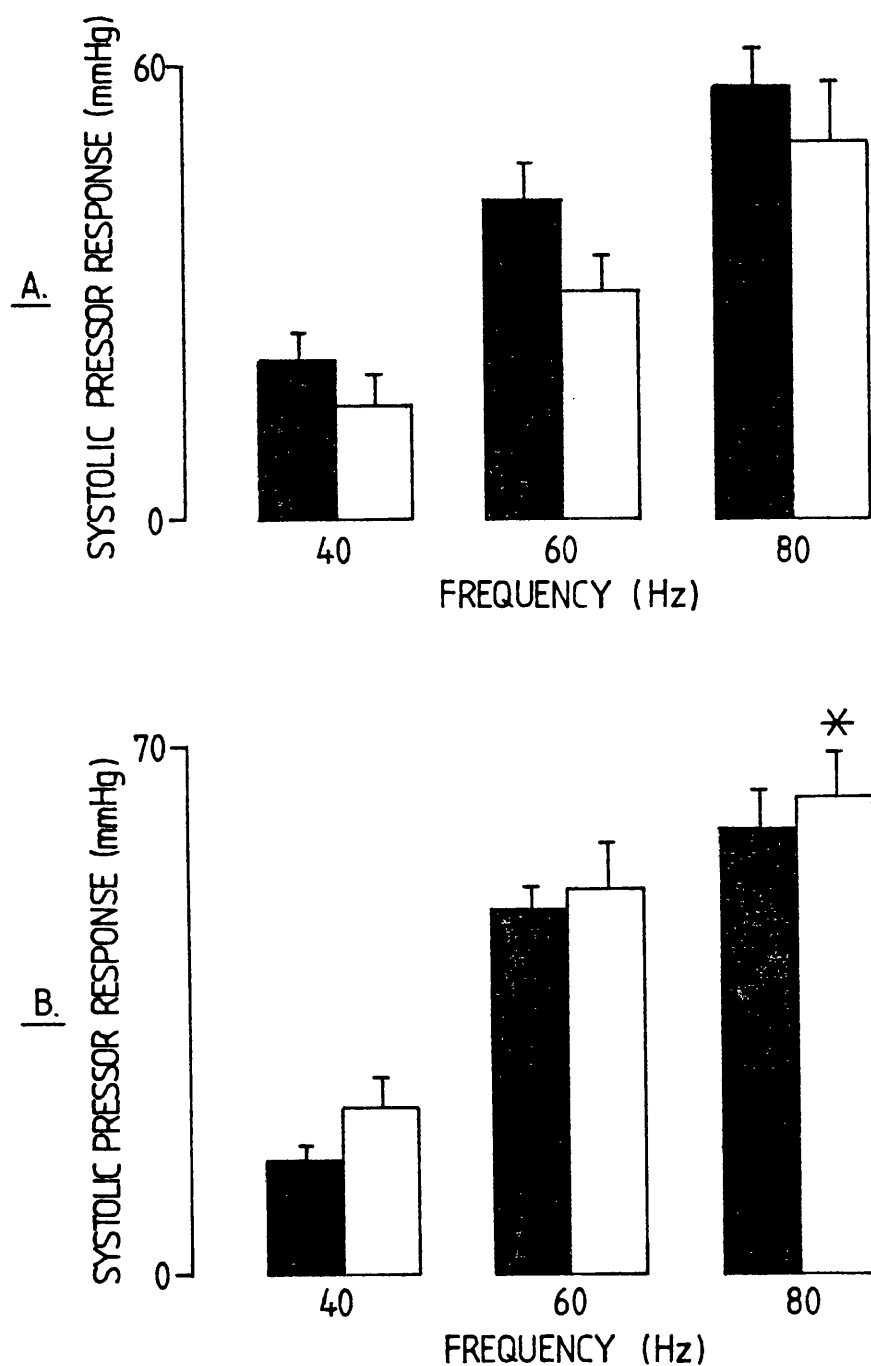 A.
SYSTOLIC PRESSOR RESPONSE (mmHg)
60
0
40 60 80
FREQUENCY (Hz)
B.
SYSTOLIC PRESSOR RESPONSE (mmHg)
70
0
*
40 60 80
FREQUENCY (Hz)